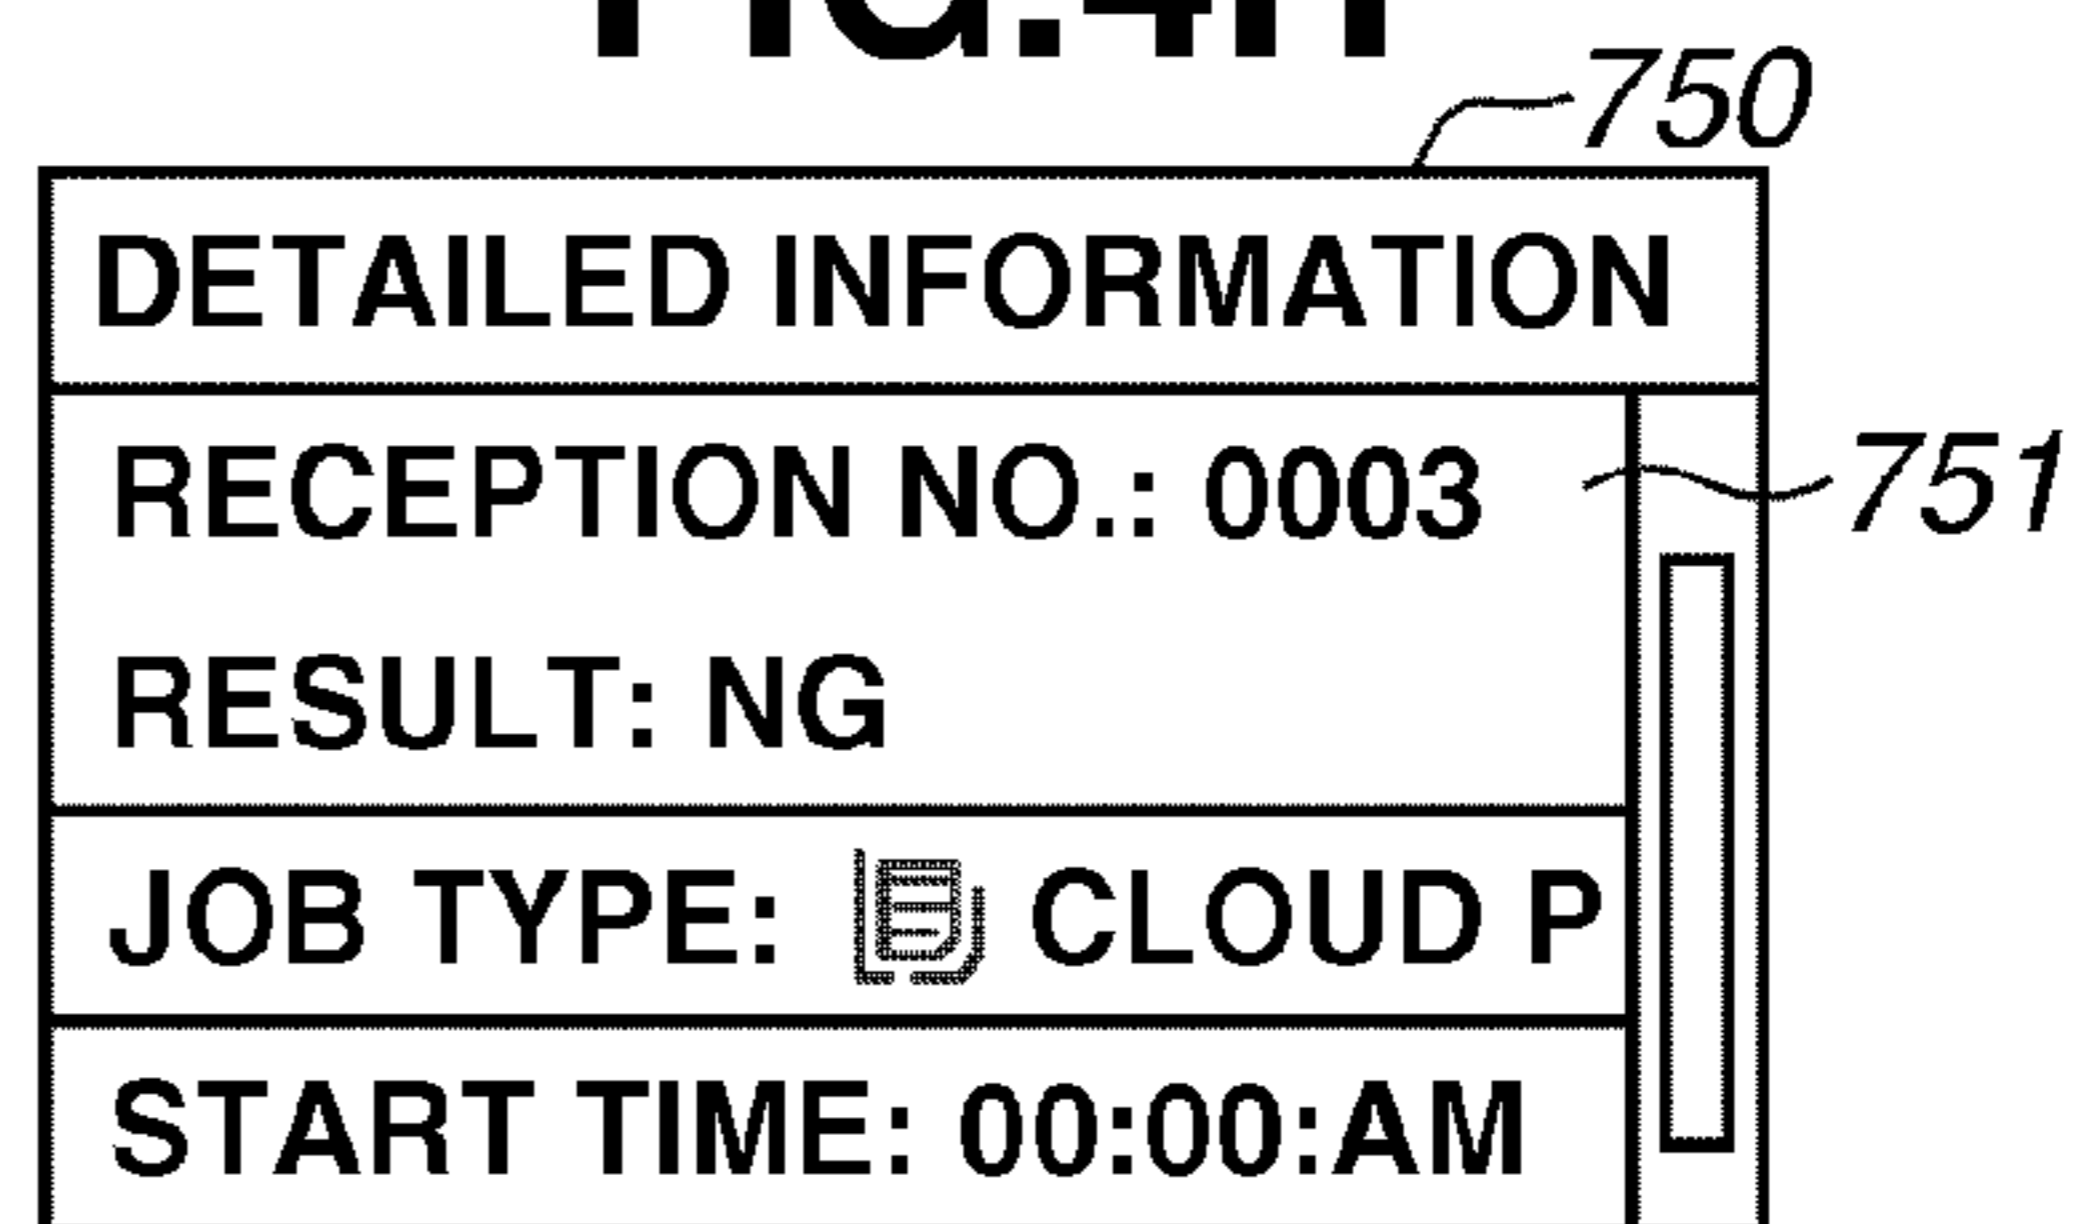 750
DETAILED INFORMATION
RECEPTION NO.: 0003
751
RESULT: NG
JOB TYPE: CLOUD P
START TIME: 00:00:AM